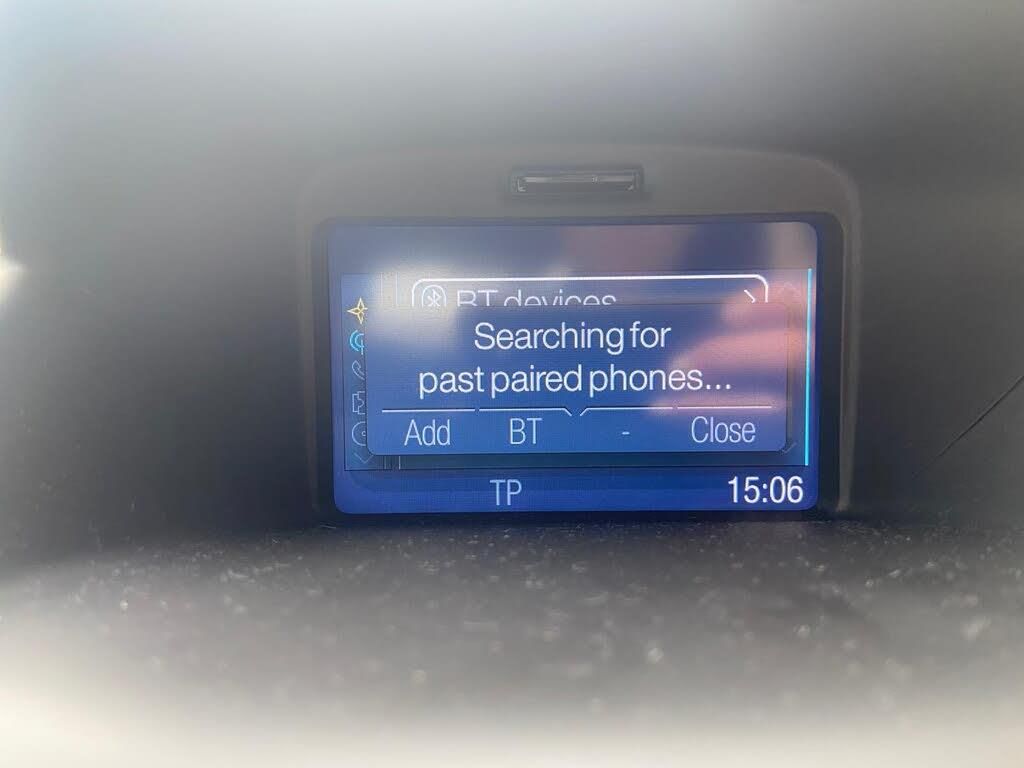 BT devices
Searching for
past paired phones...
Add BT - Close
TP 15:06